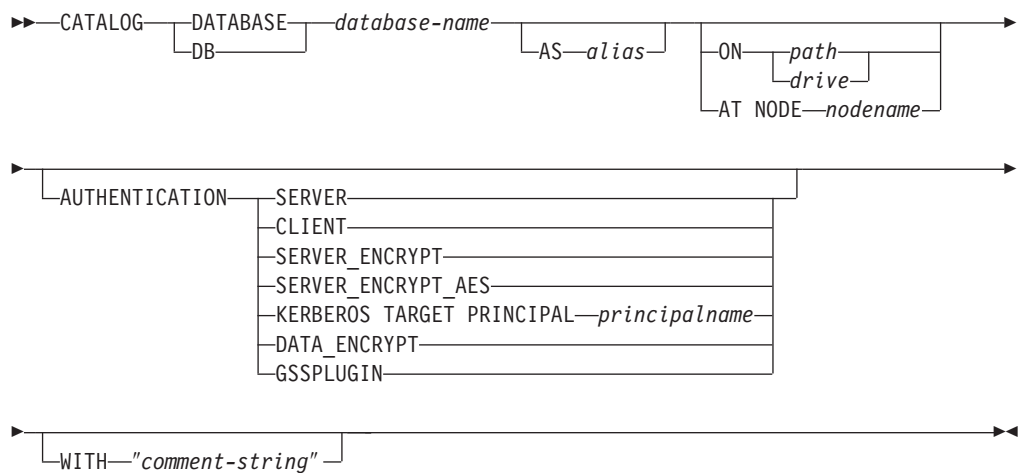 CATALOG DATABASE database-name
DB AS alias ON path
drive
AT NODE nodename
AUTHENTICATION SERVER
CLIENT
SERVER_ENCRYPT
SERVER_ENCRYPT_AES
KERBEROS TARGET PRINCIPAL principalname
DATA_ENCRYPT
GSSPLUGIN
WITH "comment-string"